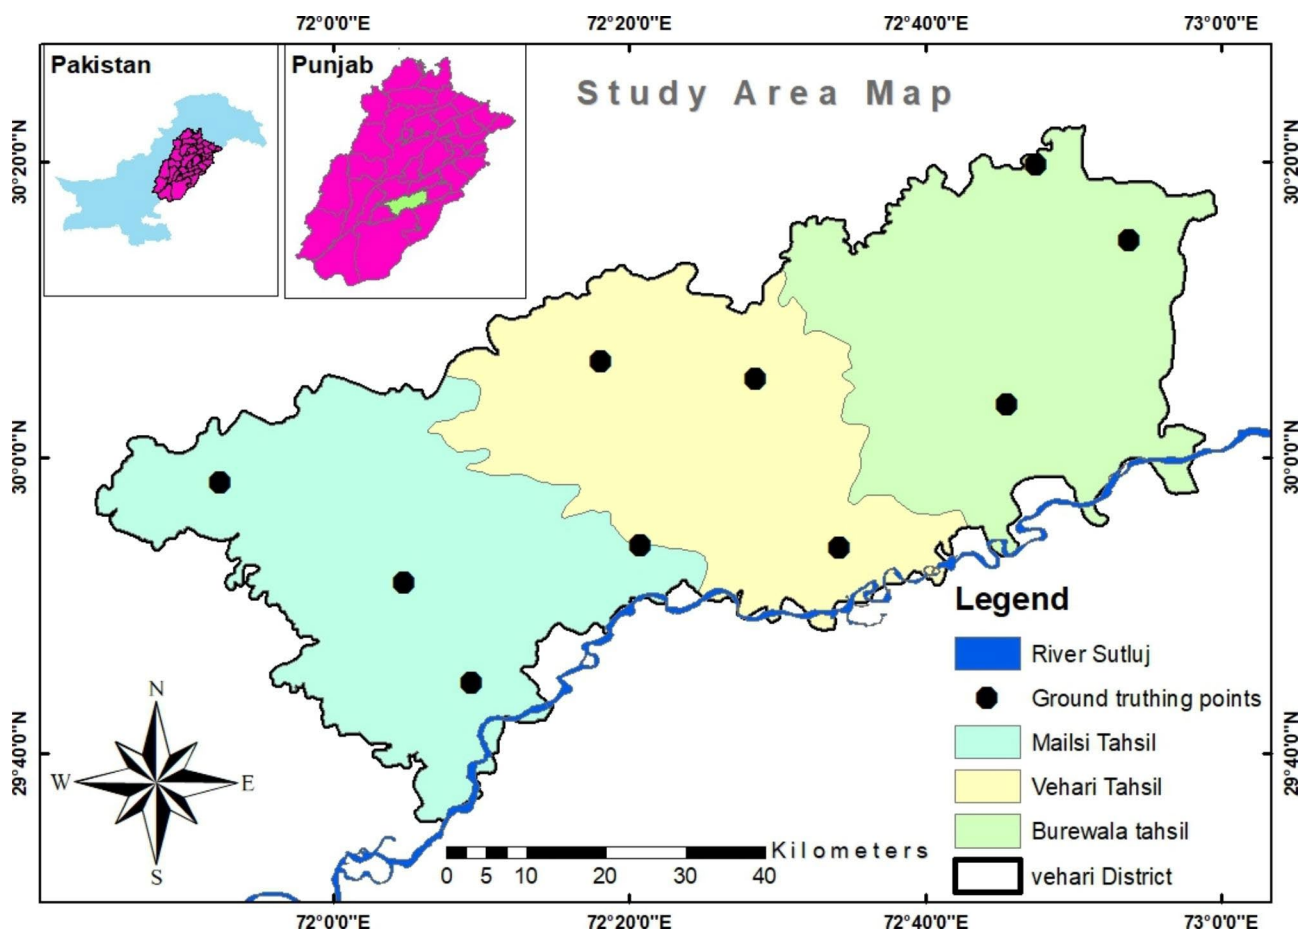 72°0'0"E 72°20'0"E 72°40'0"E 73°0'0"E
Pakistan
Punjab
Study Area Map
30°20'0"N
30°20'0"N
30°0'0"N
30°0'0"N
29°40'0"N
29°40'0"N
N
W
E
S
Legend
River Sutluj
Ground truthing points
Mailsi Tahsil
Vehari Tahsil
Burewala tahsil
vehari District
Kilometers
0 5 10 20 30 40
72°0'0"E 72°20'0"E 72°40'0"E 73°0'0"E